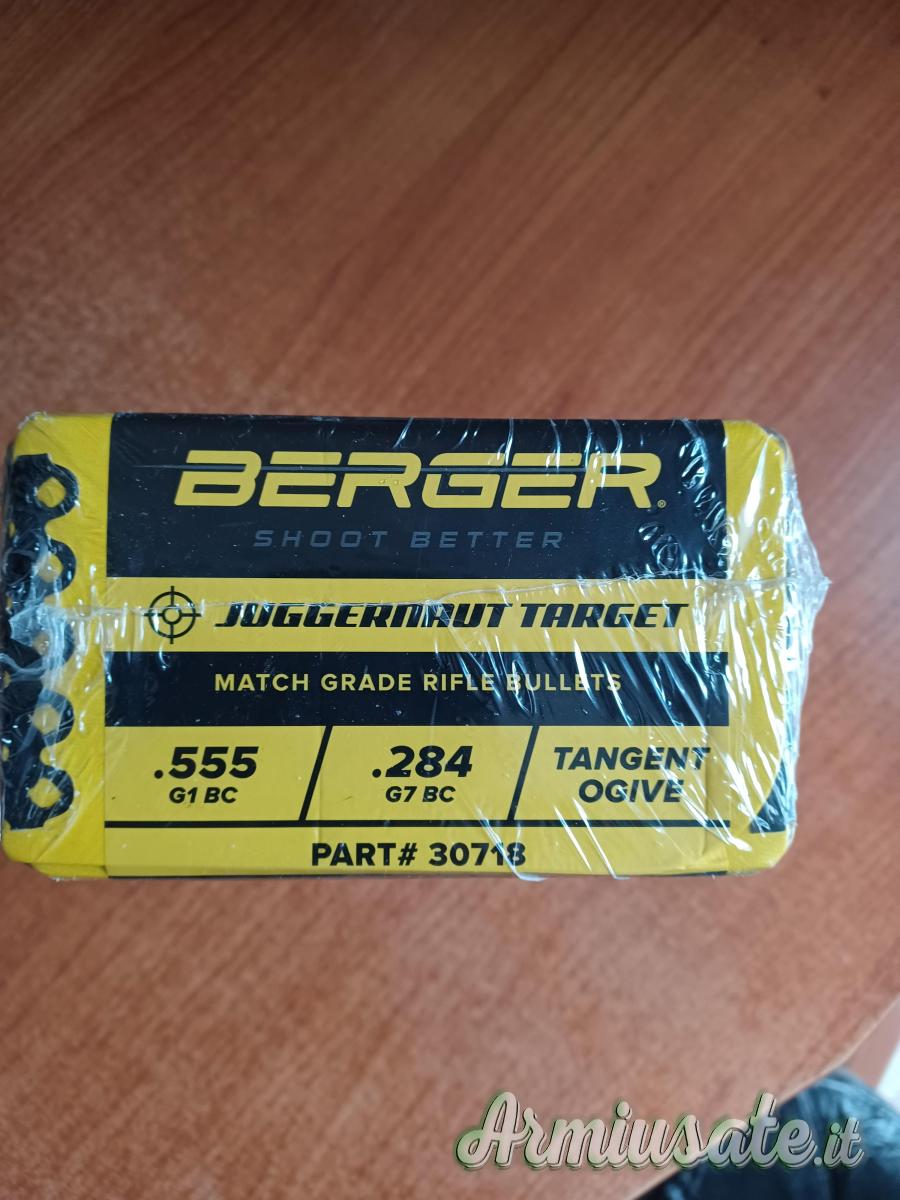 BERGER®
SHOOT BETTER
JUGGERNAUT TARGET
MATCH GRADE RIFLE BULLETS
.555
G1 BC
.284
G7 BC
TANGENT
OGIVE
PART# 30718
Armiusate.it